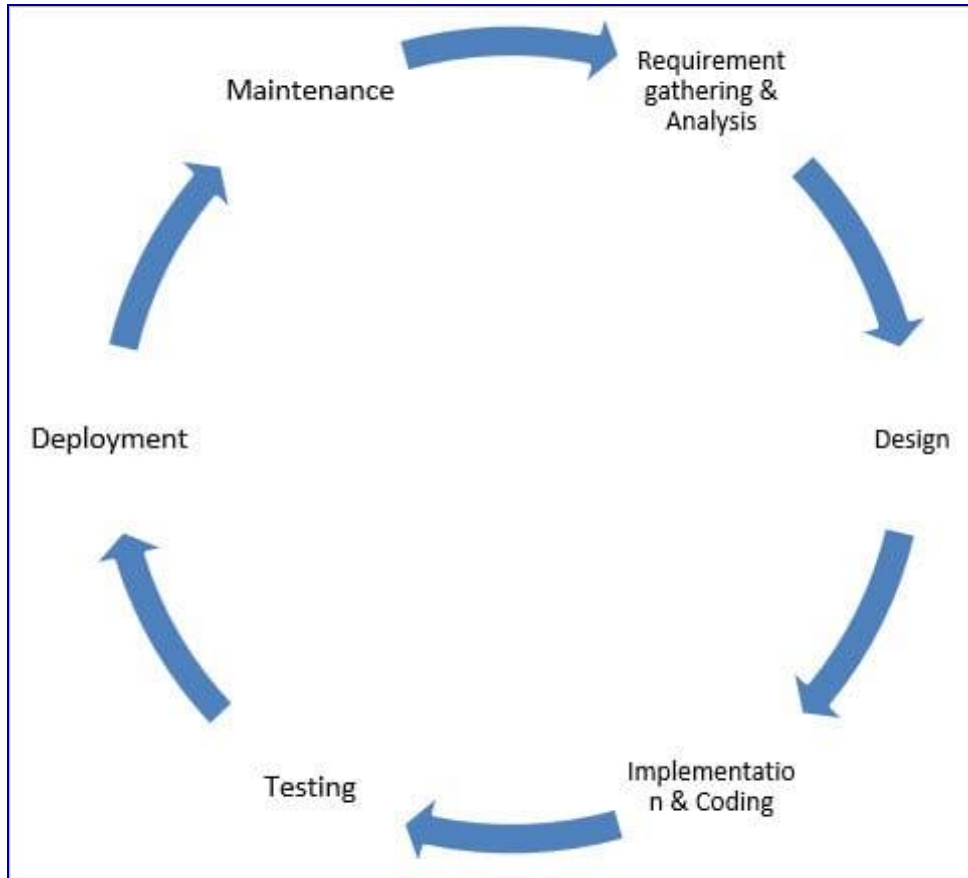 Maintenance
Requirement
gathering &
Analysis
Deployment
Design
Testing
Implementatio
n & Coding